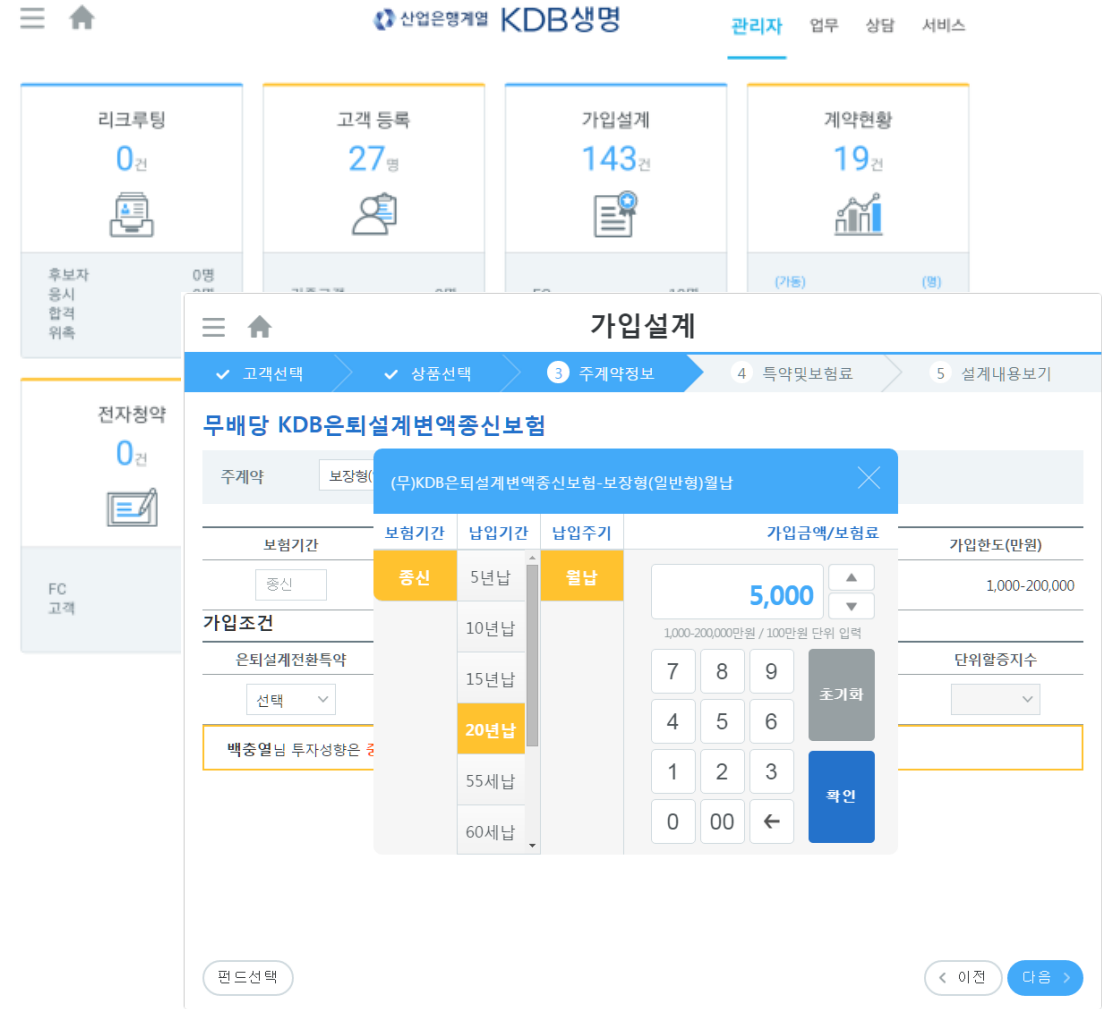 산업은행계열 KDB생명
관리자 업무 상담 서비스
리크루팅
0건
고객 등록
27명
가입설계
143건
계약현황
19건
후보자 0명
응시
합격
위촉
(가동) (명)
전자청약
0건
FC
고객
가입설계
고객선택 상품선택 3 주계약정보 4 특약및보험료 5 설계내용보기
무배당 KDB은퇴설계변액종신보험
주계약 보장형(
보험기간 가입한도(만원)
종신 1,000-200,000
가입조건
은퇴설계전환특약 단위할증지수
선택
백충열님 투자성향은
(무)KDB은퇴설계변액종신보험-보장형(일반형)월납
보험기간 납입기간 납입주기 가입금액/보험료
종신
5년납
10년납
15년납
20년납
55세납
60세납
월납
5,000
1,000-200,000만원 / 100만원 단위 입력
7 8 9 초기화
4 5 6
1 2 3 확인
0 00
펀드선택 이전 다음